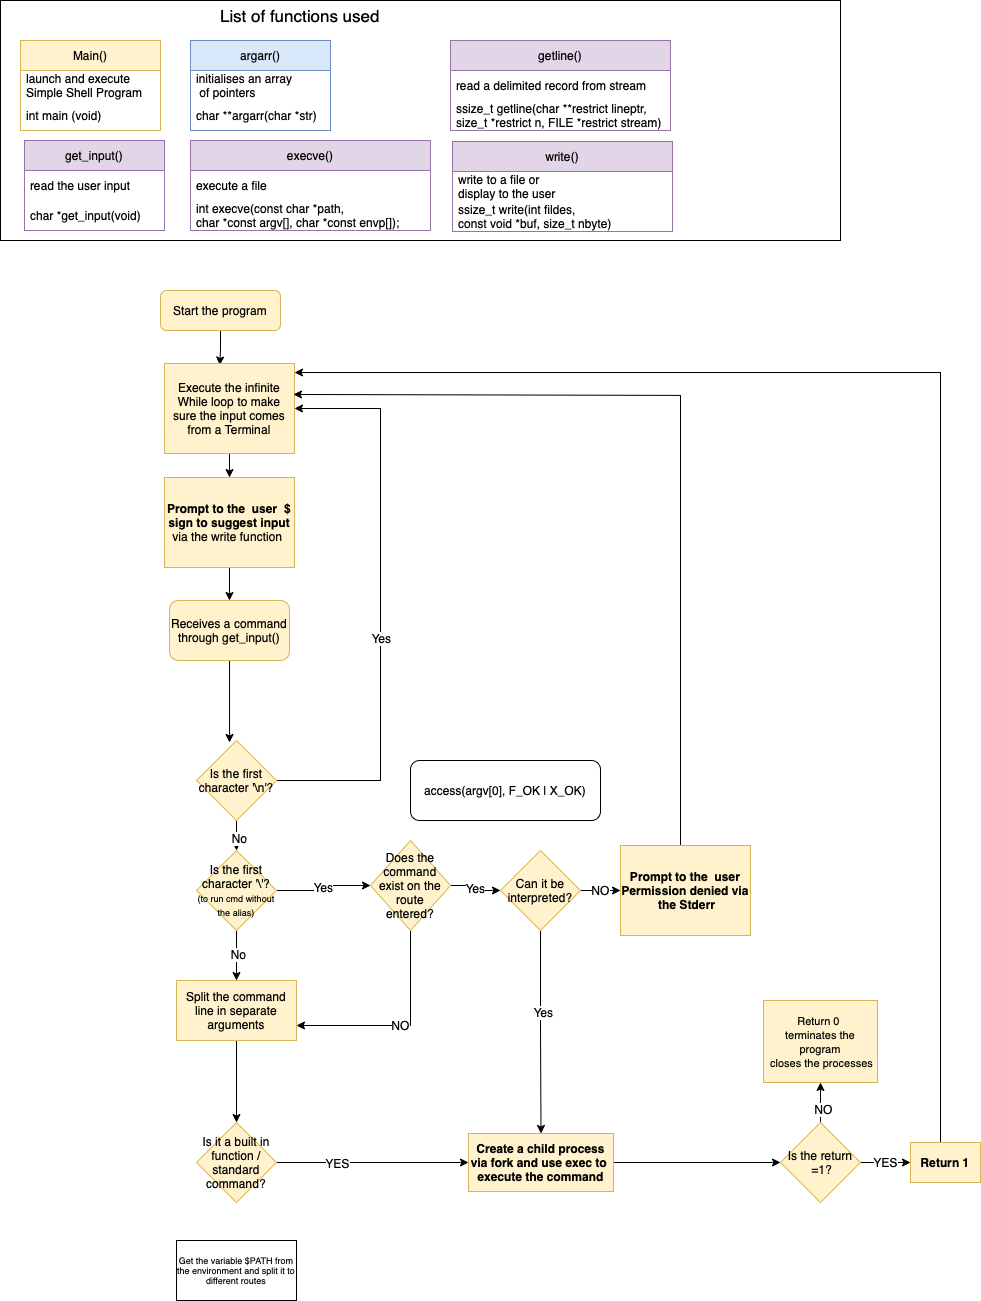 List of functions used
Main()
launch and execute
Simple Shell Program
int main (void)
argarr()
initialises an array
of pointers
char **argarr(char *str)
getline()
read a delimited record from stream
ssize_t getline(char **restrict lineptr,
size_t *restrict n, FILE *restrict stream)
get_input()
read the user input
char *get_input(void)
execve()
execute a file
int execve(const char *path,
char *const argv[], char *const envp[]);
write()
write to a file or
display to the user
ssize_t write(int fildes,
const void *buf, size_t nbyte)
Start the program
Execute the infinite
While loop to make
sure the input comes
from a Terminal
Prompt to the user $
sign to suggest input
via the write function
Receives a command
through get_input()
Yes
Is the first
character '\n'?
access(argv[0], F_OK | X_OK)
No
Is the first
character '\'?
(to run cmd without
the alias)
Yes
Does the
command
exist on the
route
entered?
Yes
Can it be
interpreted?
NO
Prompt to the user
Permission denied via
the Stderr
No
Split the command
line in separate
arguments
NO
Yes
Return 0
terminates the
program
closes the processes
NO
Is it a built in
function /
standard
command?
YES
Create a child process
via fork and use exec to
execute the command
Is the return
=1?
YES
Return 1
Get the variable $PATH from
the environment and split it to
different routes